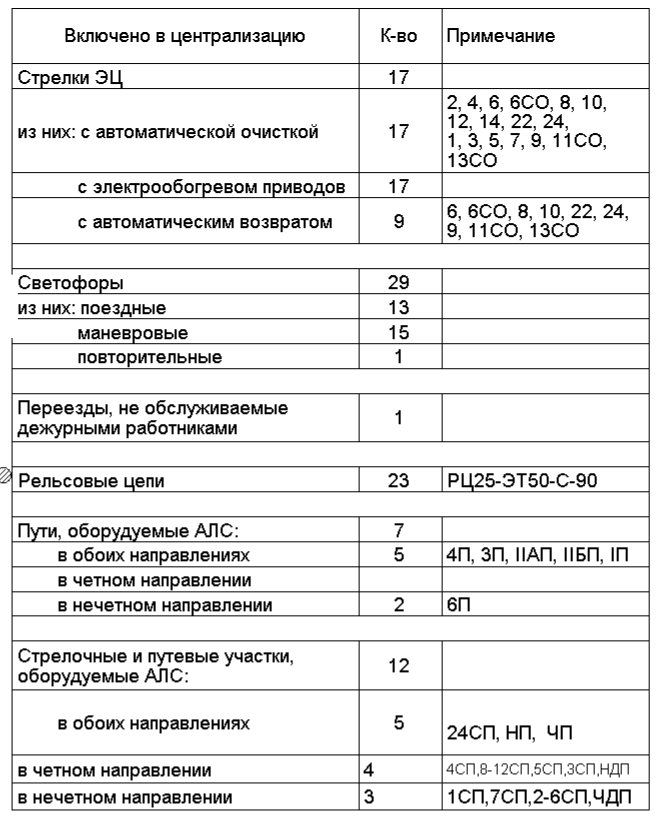 Включено в централизацию К-во Примечание
Стрелки ЭЦ 17
из них: с автоматической очисткой 17 2, 4, 6, 6СО, 8, 10,
12, 14, 22, 24,
1, 3, 5, 7, 9, 11СО,
13СО
с электрообогревом приводов 17
с автоматическим возвратом 9 6, 6СО, 8, 10, 22, 24,
9, 11СО, 13СО
Светофоры 29
из них: поездные 13
маневровые 15
повторительные 1
Переезды, не обслуживаемые
дежурными работниками 1
Рельсовые цепи 23 РЦ25-ЭТ50-С-90
Пути, оборудуемые АЛС: 7
в обоих направлениях 5 4П, 3П, IIАП, IIБП, IП
в четном направлении
в нечетном направлении 2 6П
Стрелочные и путевые участки,
оборудуемые АЛС: 12
в обоих направлениях 5 24СП, НП, ЧП
в четном направлении 4 4СП,8-12СП,5СП,3СП,НДП
в нечетном направлении 3 1СП,7СП,2-6СП,ЧДП